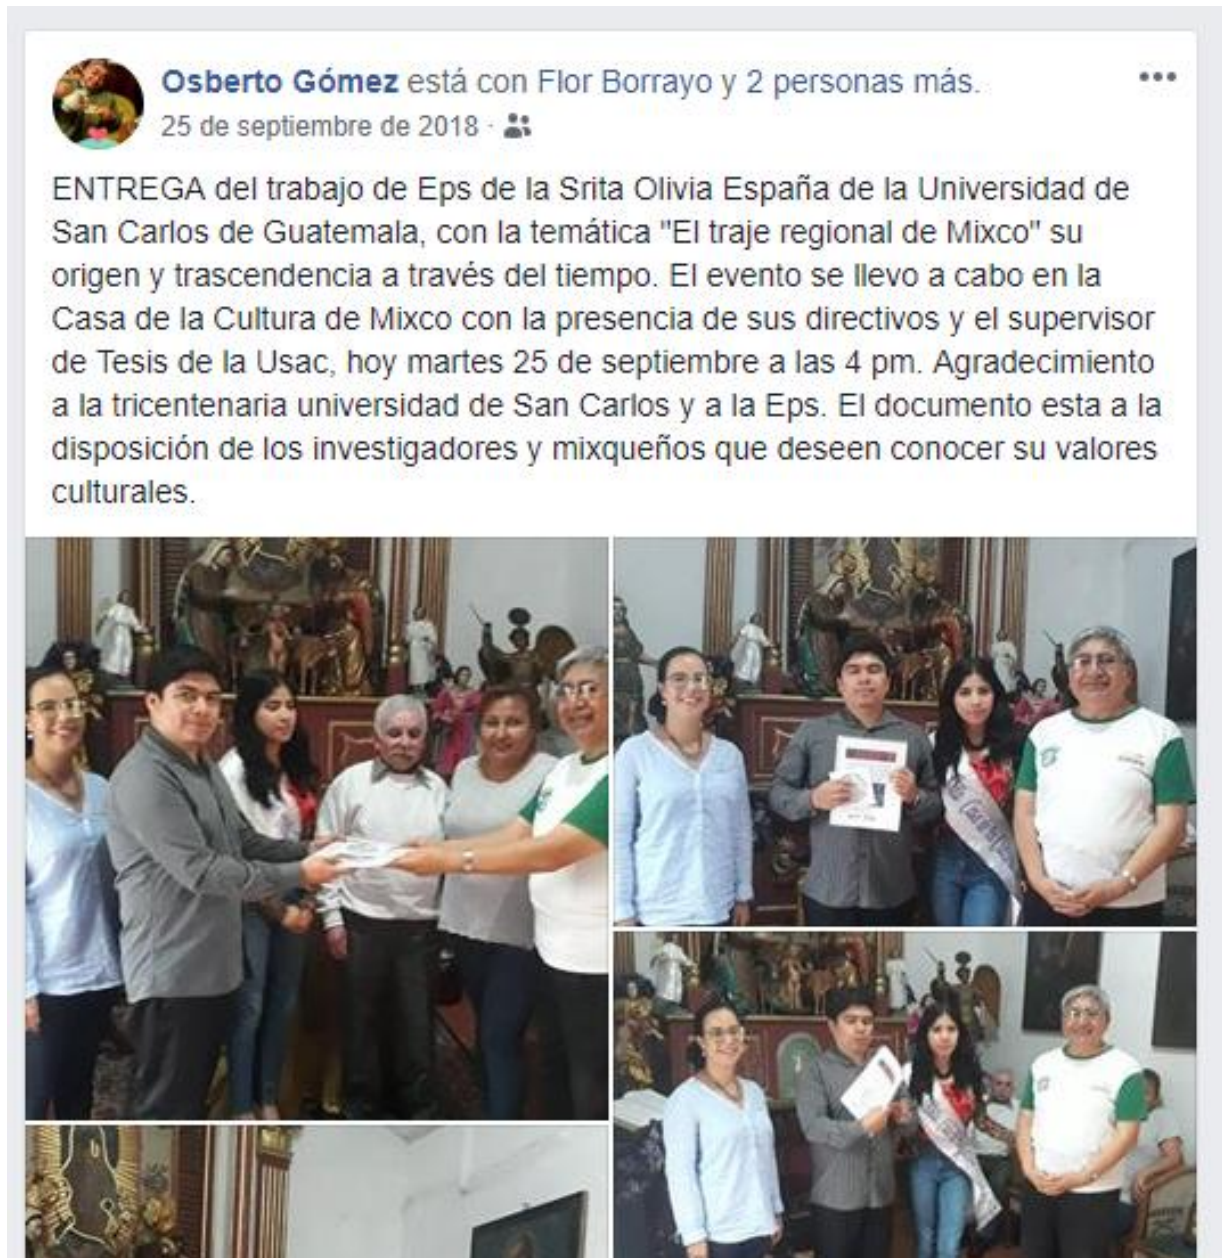 Osberto Gómez está con Flor Borrayo y 2 personas más.
25 de septiembre de 2018 ·
ENTREGA del trabajo de Eps de la Srita Olivia España de la Universidad de
San Carlos de Guatemala, con la temática "El traje regional de Mixco" su
origen y trascendencia a través del tiempo. El evento se llevo a cabo en la
Casa de la Cultura de Mixco con la presencia de sus directivos y el supervisor
de Tesis de la Usac, hoy martes 25 de septiembre a las 4 pm. Agradecimiento
a la tricentenaria universidad de San Carlos y a la Eps. El documento esta a la
disposición de los investigadores y mixqueños que deseen conocer su valores
culturales.